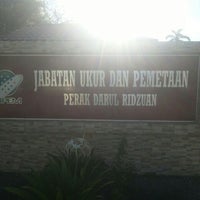 JABATAN UKUR DAN PEMETAAN
PERAK DARUL RIDZUAN